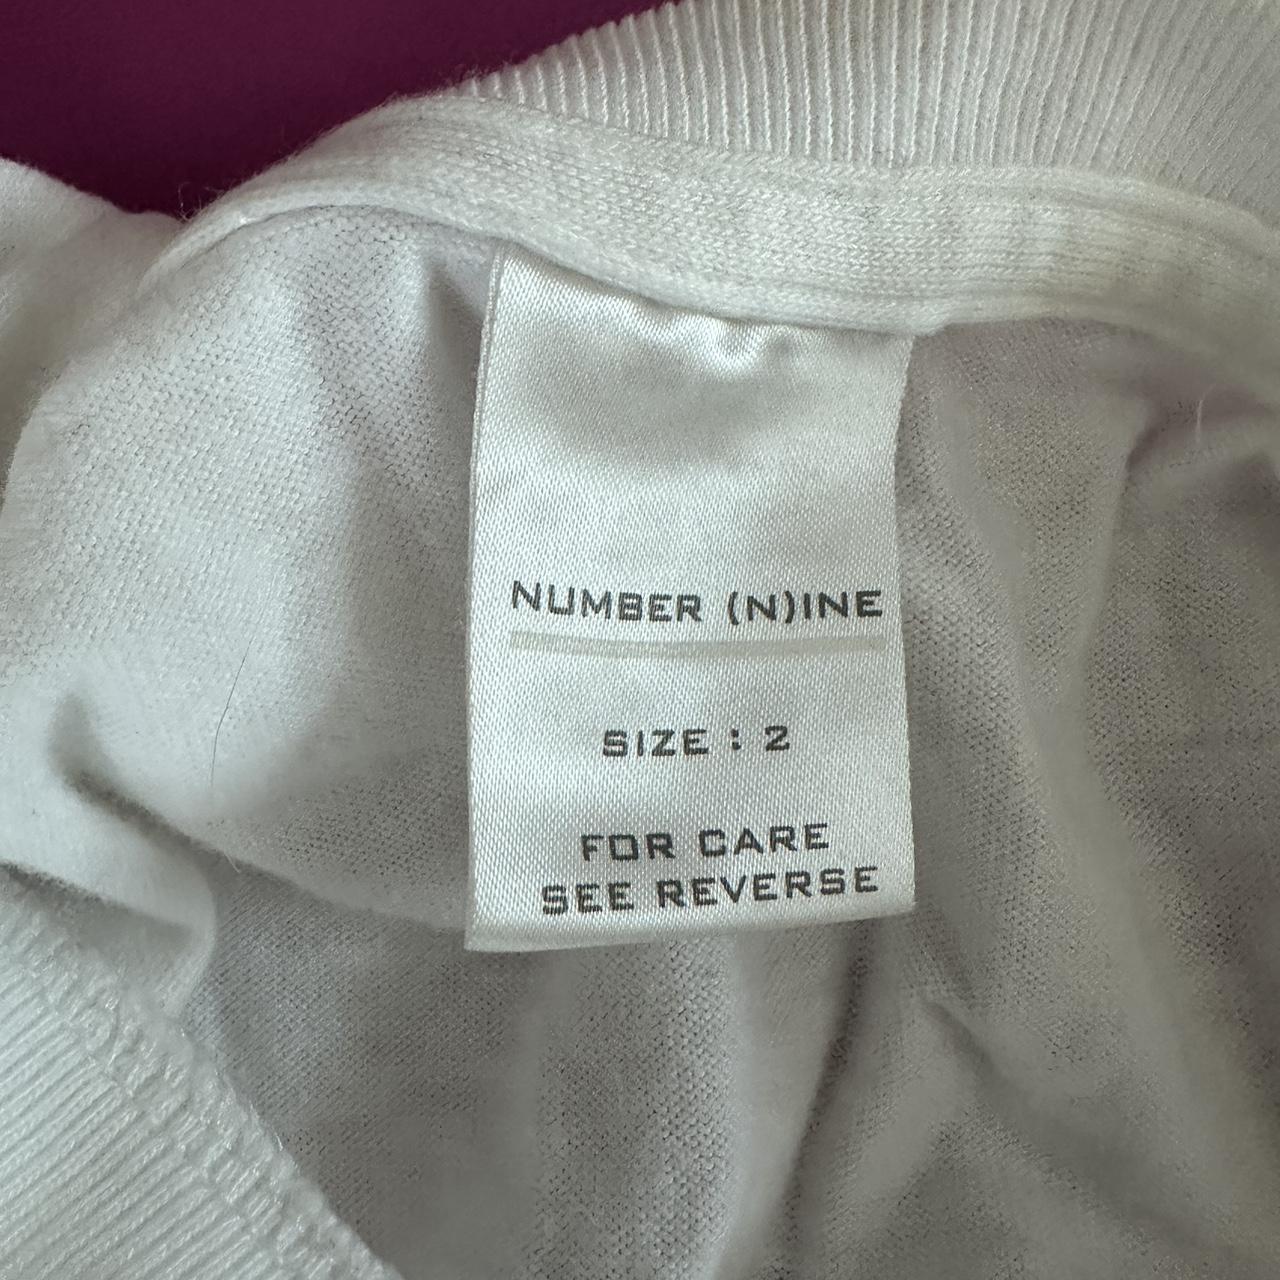 NUMBER (N)INE
SIZE : 2
FOR CARE
SEE REVERSE